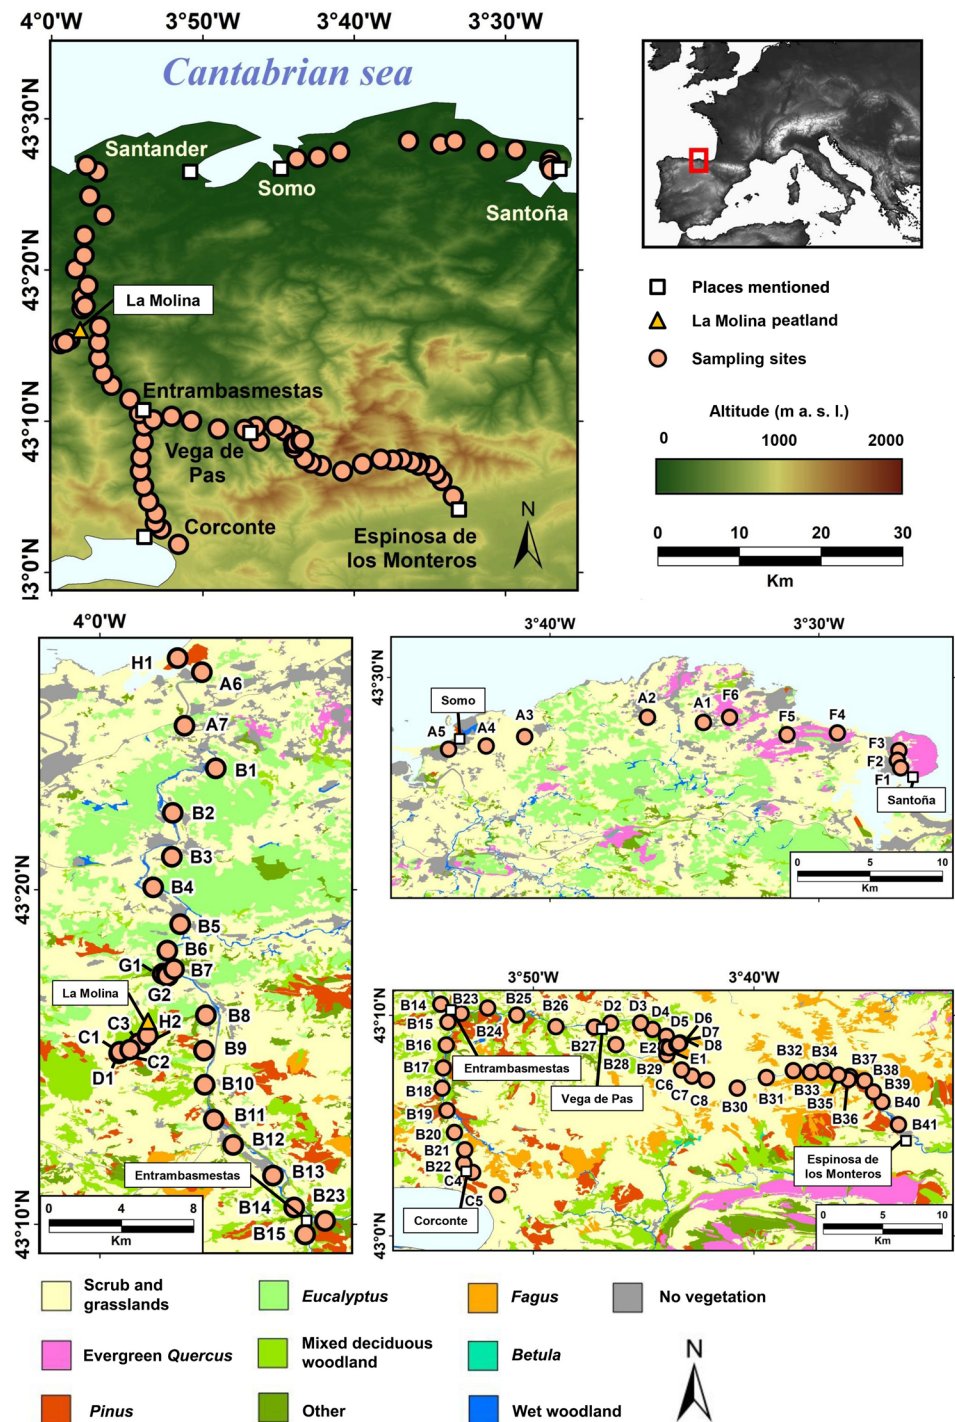 4°0'W 3°50'W 3°40'W 3°30'W
Cantabrian sea
43°30'N
Santander
Somo
Santoña
43°20'N
La Molina
Entrambasmestas
43°10'N
Vega de
Pas
Corconte
Espinosa de
los Monteros
N
43°0'N
Places mentioned
La Molina peatland
Sampling sites
Altitude (m a. s. l.)
0 1000 2000
0 10 20 30
Km
4°0'W
H1
A6
A7
B1
B2
B3
43°20'N
B4
B5
B6
G1
B7
G2
La Molina
B8
C3
H2
C1
B9
C2
D1
B10
B11
B12
Entrambasmestas
B13
B14
B23
B15
0 4 8
Km
43°10'N
3°40'W 3°30'W
43°30'N
Somo
A5
A4
A3
A2
A1
F6
F5
F4
F3
F2
F1
Santoña
0 5 10
Km
3°50'W 3°40'W
43°10'N
B14
B23
B25
B15
B24
B26
D2
D3
D4
D5
D6
D7
D8
B16
B27
B28
E2
E1
B29
Entrambasmestas
B17
Vega de Pas
C6
C7
C8
B18
B19
B30
B31
B32
B34
B33
B35
B36
B37
B38
B39
B40
B41
B20
B21
B22
C4
C5
Corconte
Espinosa de
los Monteros
0 5 10
Km
43°0'N
Scrub and
grasslands
Eucalyptus
Fagus
No vegetation
Evergreen Quercus
Mixed deciduous
woodland
Betula
Pinus
Other
Wet woodland
N